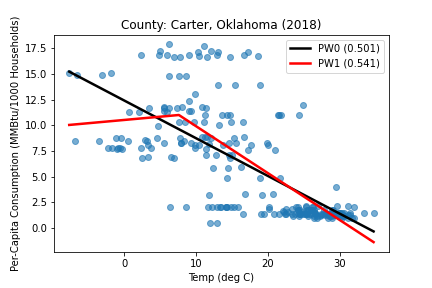 County: Carter, Oklahoma (2018)
PW0 (0.501)
PW1 (0.541)
Per-Capita Consumption (MMBtu/1000 Households)
17.5
15.0
12.5
10.0
7.5
5.0
2.5
0.0
0 10 20 30
Temp (deg C)